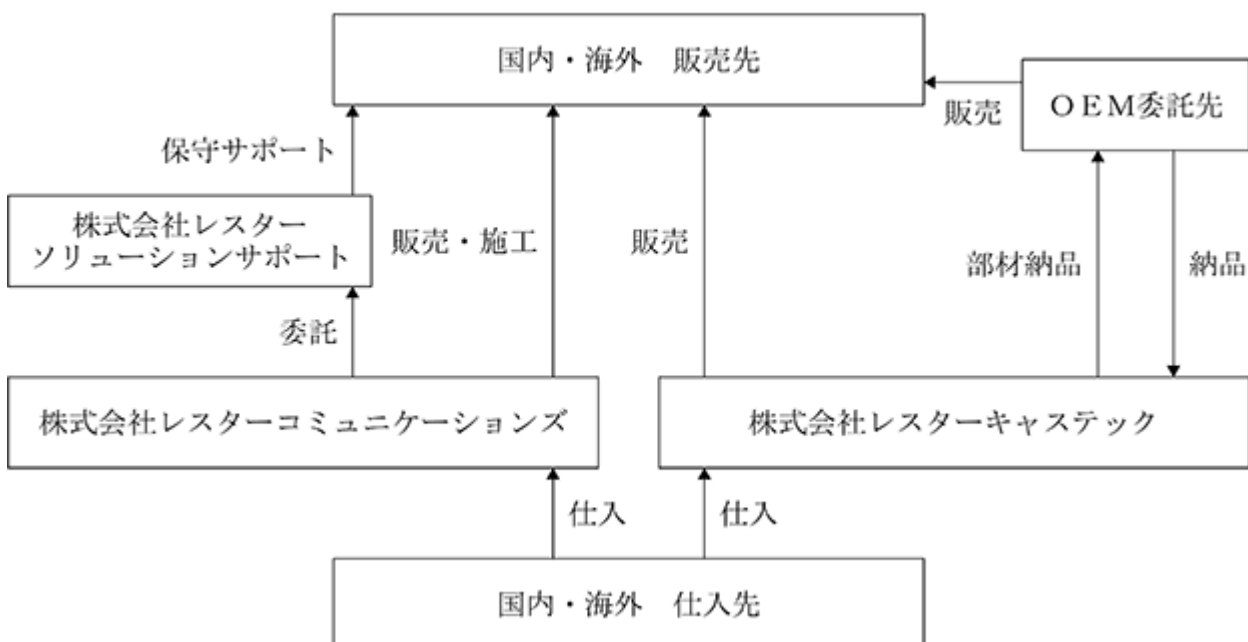 国内・海外　販売先
OEM委託先
販売
保守サポート
株式会社レスター
ソリューションサポート
販売・施工
販売
部材納品
納品
委託
株式会社レスターコミュニケーションズ
株式会社レスターキャステック
仕入
仕入
国内・海外　仕入先